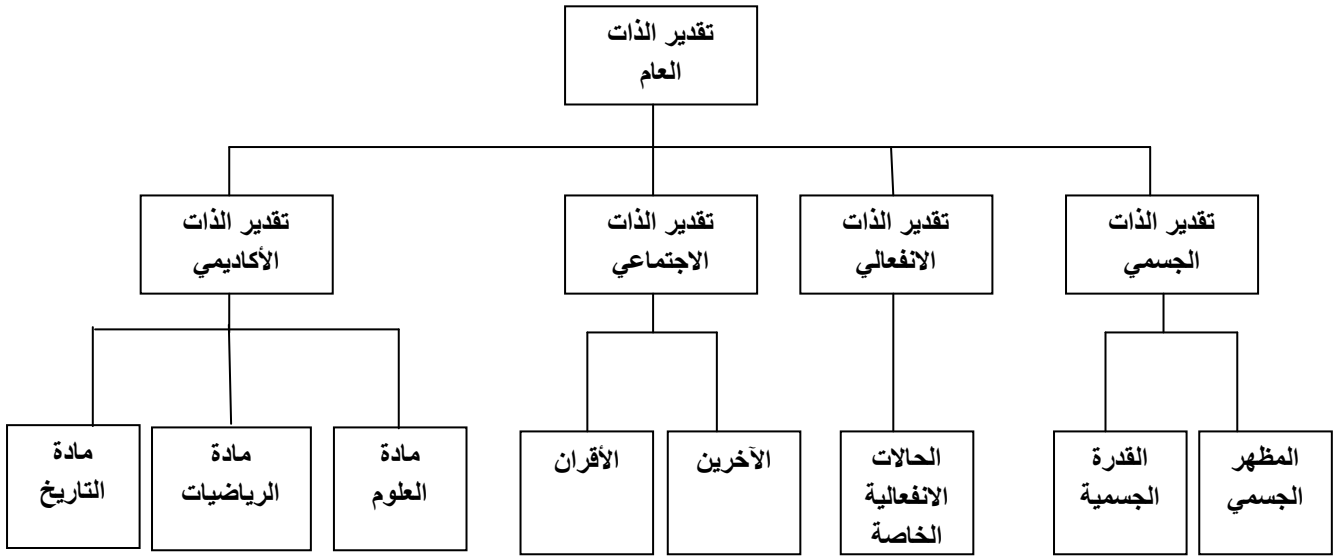 تقدير الذات
العام
تقدير الذات
الجسمي
تقدير الذات
الانفعالي
تقدير الذات
الاجتماعي
تقدير الذات
الأكاديمي
المظهر
الجسمي
القدرة
الجسمية
الحالات
الانفعالية
الخاصة
الآخرين
الأقران
مادة
العلوم
مادة
الرياضيات
مادة
التاريخ